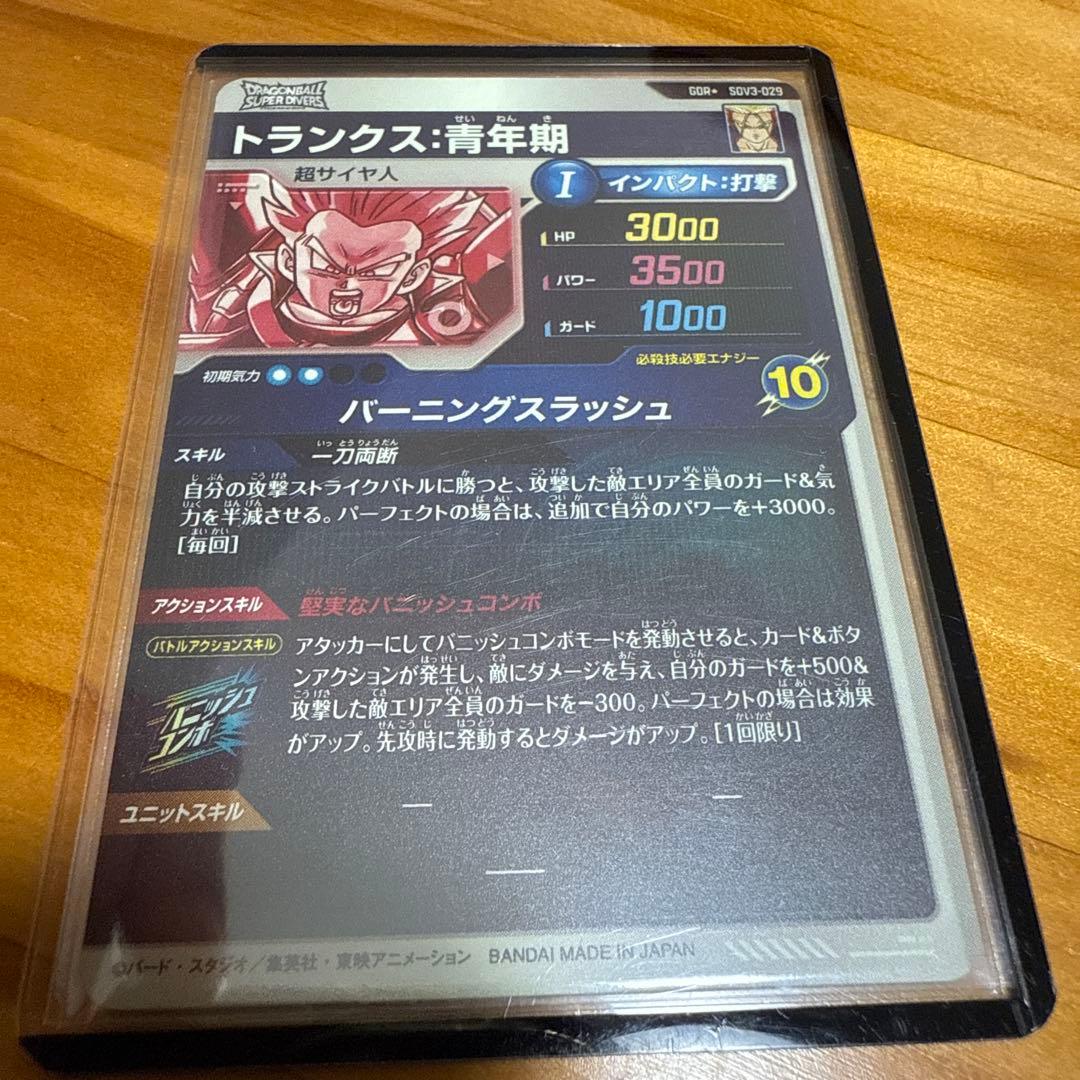 DRAGONBALL
SUPER DIVERS
GDR★ SDV3-029
せい ねん き
トランクス:青年期
超サイヤ人
I インパクト:打撃
HP 3000
パワー 3500
ガード 1000
初期気力
必殺技必要エナジー
10
バーニングスラッシュ
スキル
いっ とうりょうだん
一刀両断
自分の攻撃ストライクバトルに勝つと、攻撃した敵エリア全員のガード&気
力を半減させる。パーフェクトの場合は、追加で自分のパワーを+3000。
[毎回]
アクションスキル
堅実なバニッシュコンボ
バトルアクションスキル
バニッシュ
コンボ
アタッカーにしてバニッシュコンボモードを発動させると、カード&ボタ
ンアクションが発生し、敵にダメージを与え、自分のガードを+500&
攻撃した敵エリア全員のガードを-300。パーフェクトの場合は効果
がアップ。先攻時に発動するとダメージがアップ。[1回限り]
ユニットスキル
— —
—
©バード・スタジオ/集英社・東映アニメーション BANDAI MADE IN JAPAN